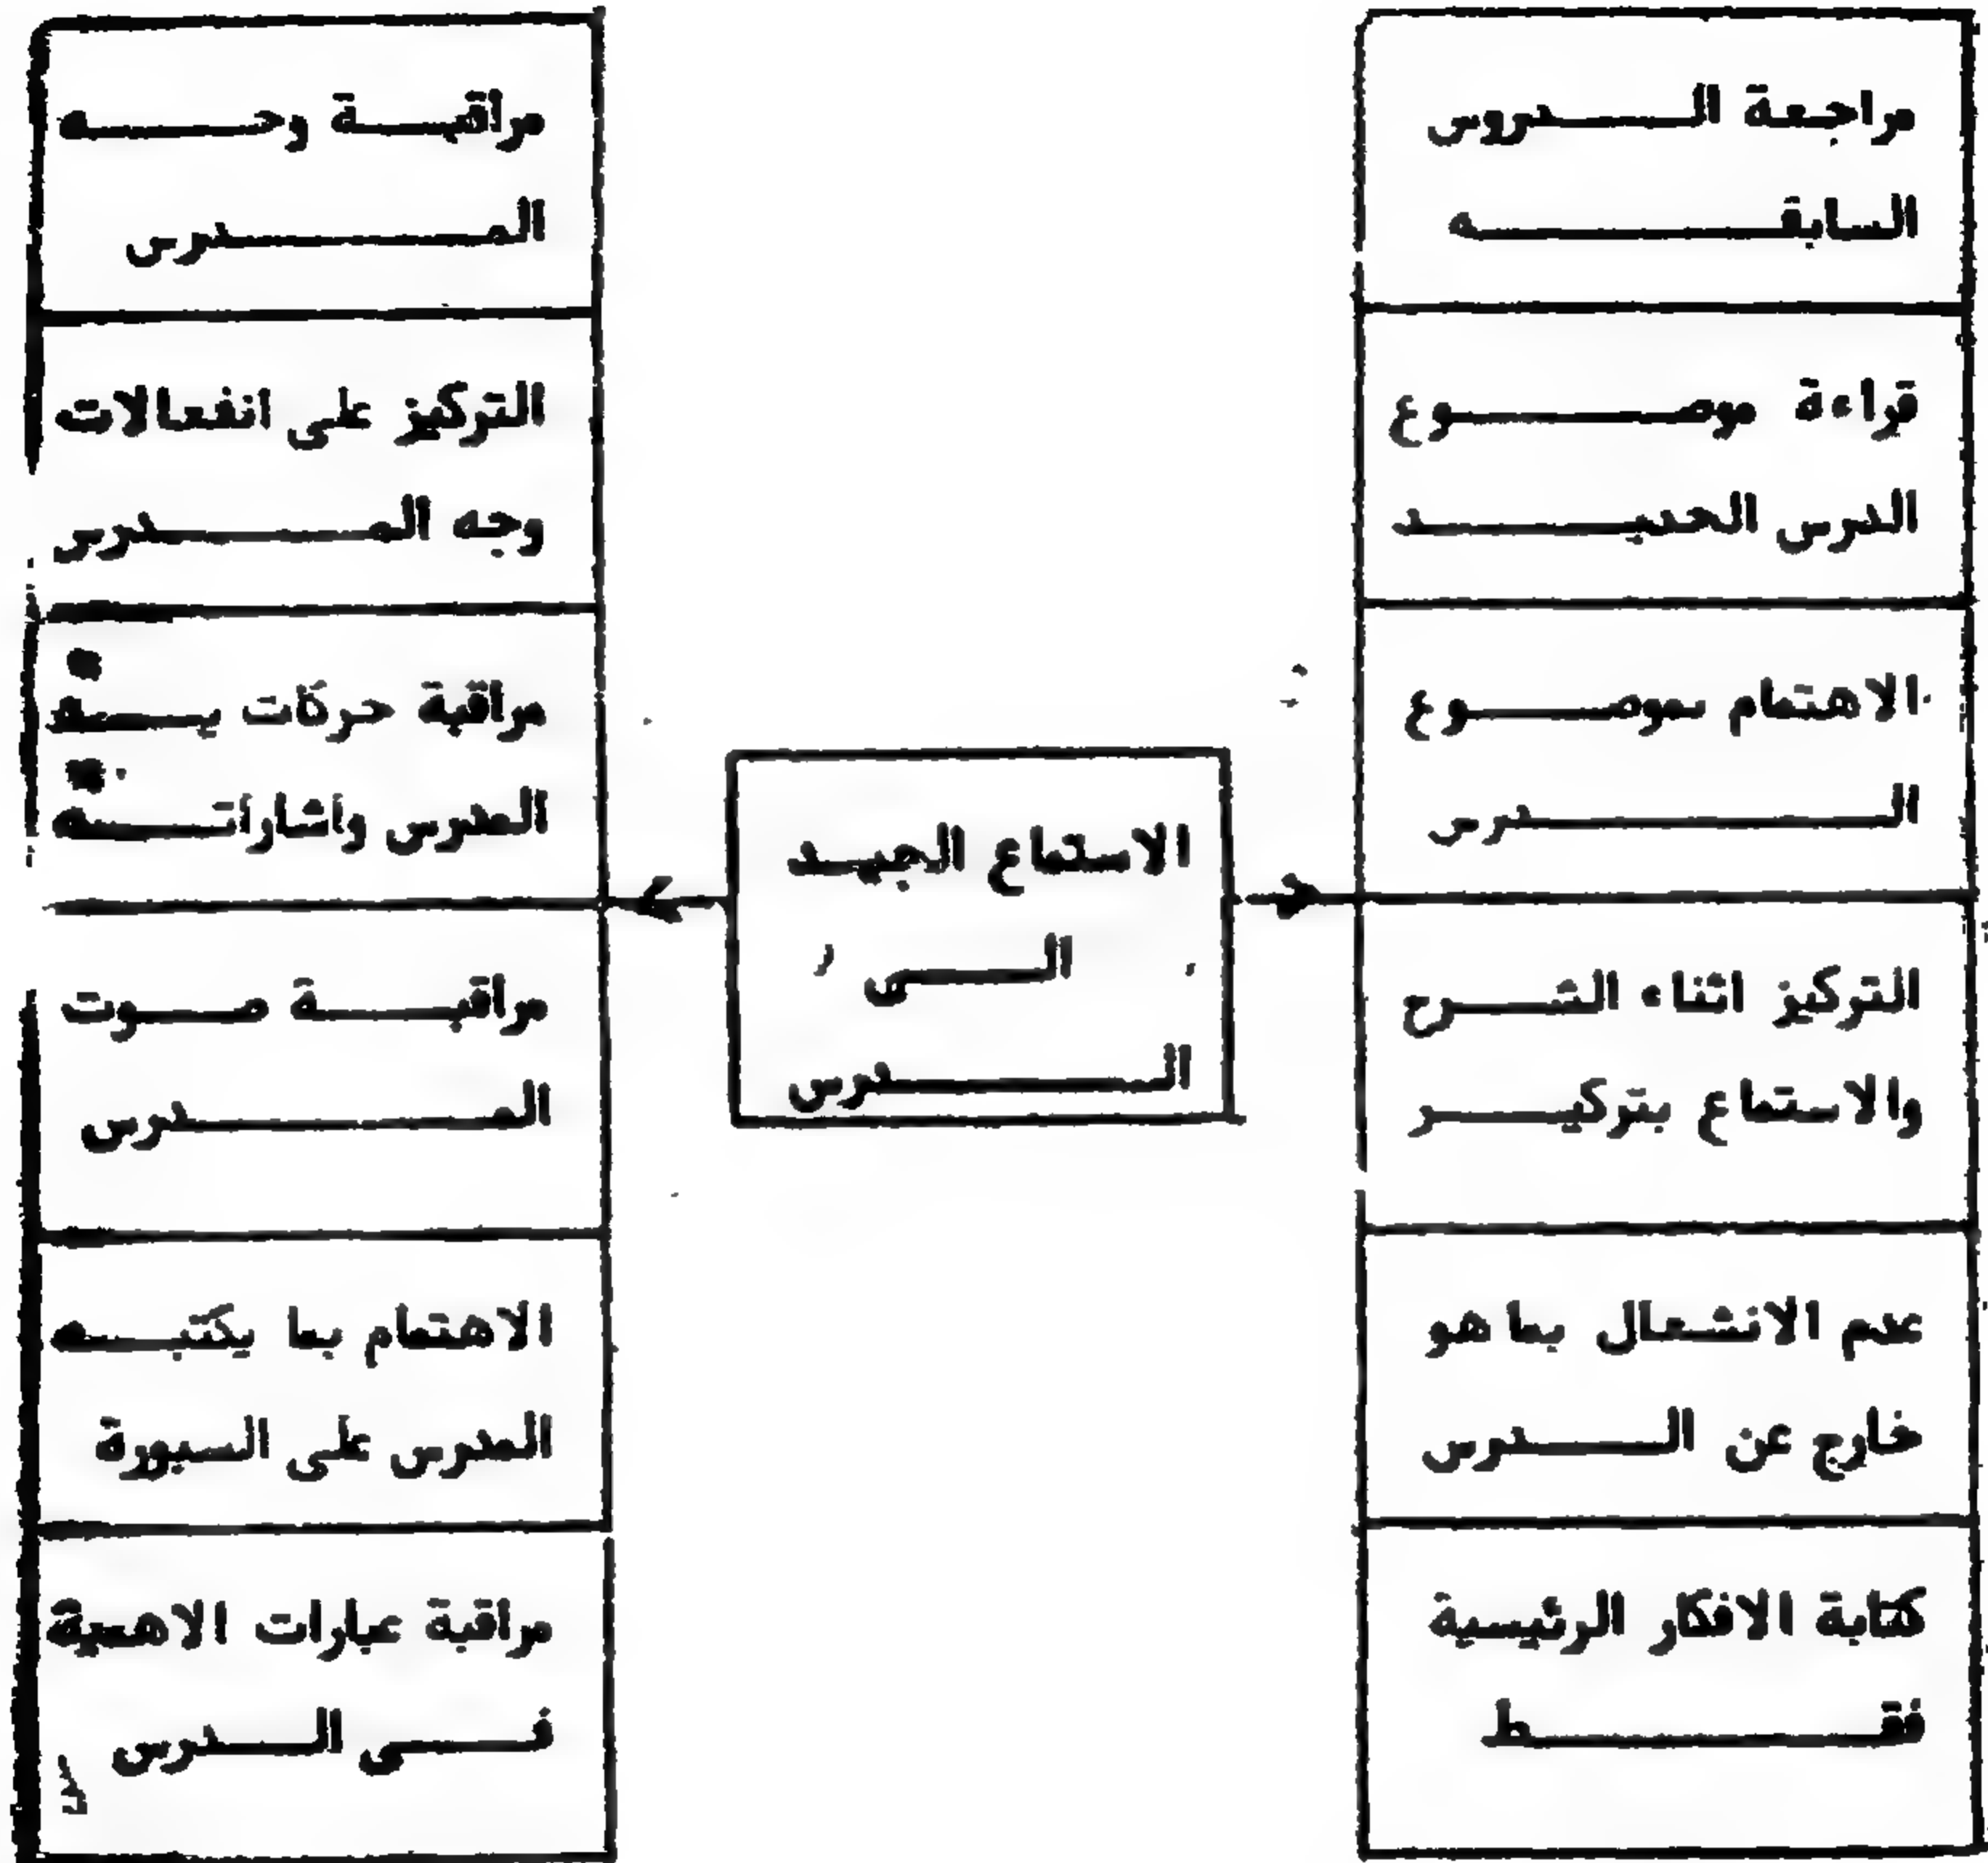 مراجعة الدروس
السابقه
قراءة موضوع
الدرس الجديد
الاهتمام بموضوع
الدرس
التركيز اثناء الشرح
والاستماع بتركيز
عدم الانشغال بما هو
خارج عن الدرس
كتابة الافكار الرئيسية
فقط
الاستماع الجيد
الى
الدرس
مراقبة وجه
المدرس
التركيز على انفعالات
وجه المدرس
مراقبة حركات يد
المدرس واشاراته
مراقبة صوت
المدرس
الاهتمام بما يكتبه
المدرس على السبورة
مراقبة عبارات الاهمية
فى الدرس